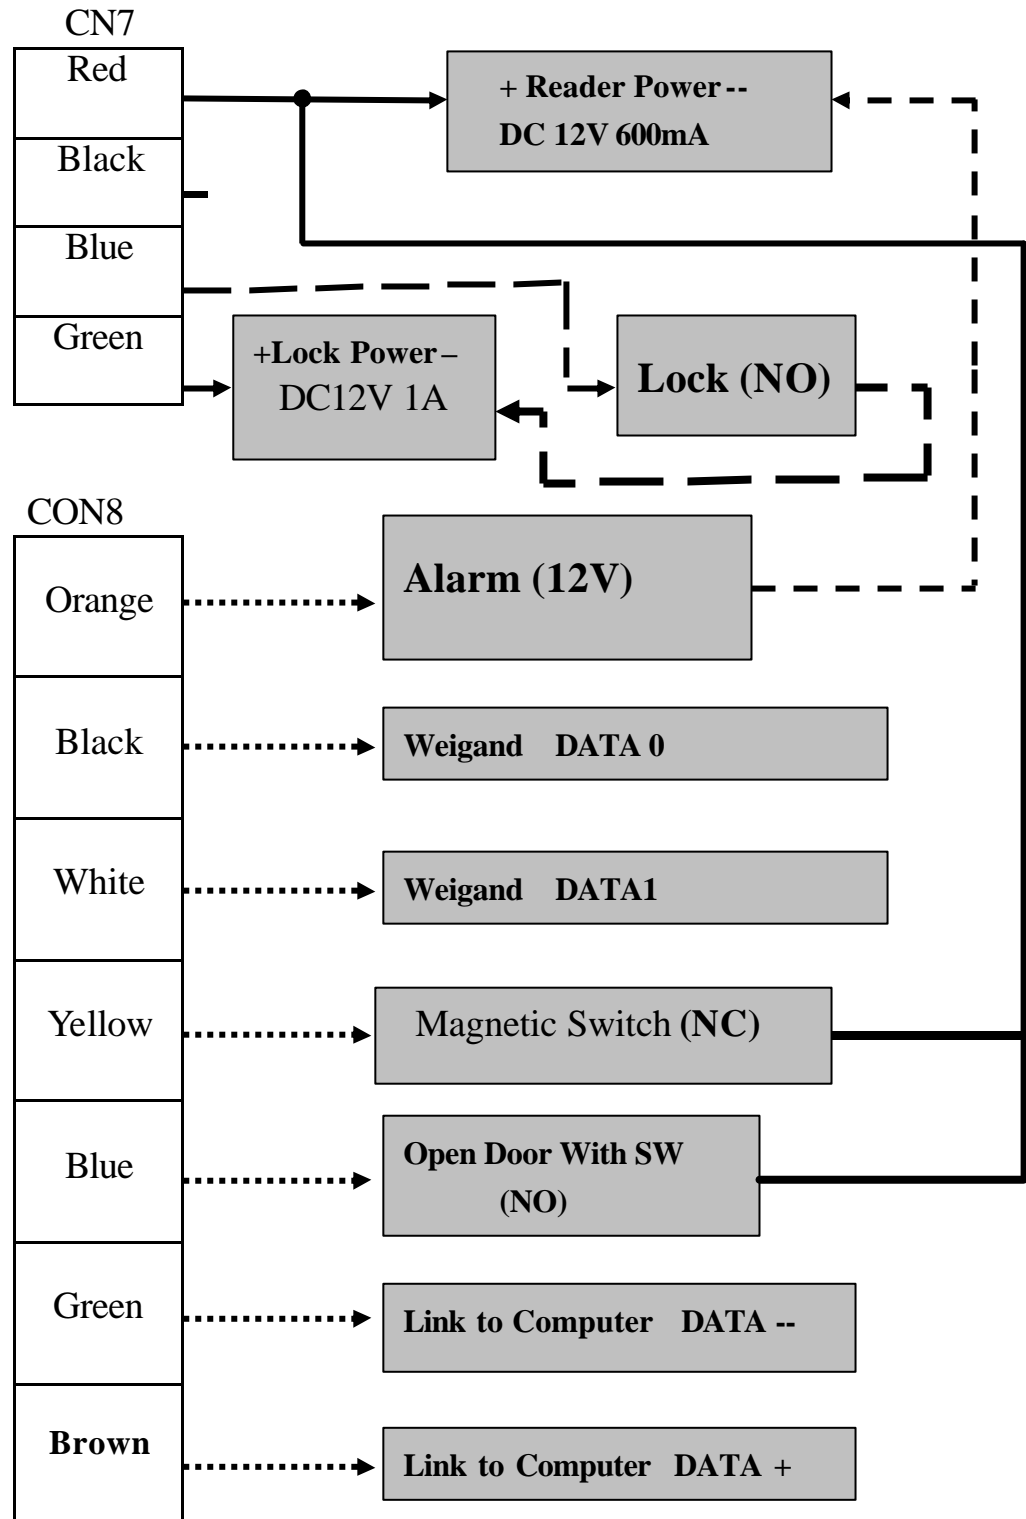 CN7
Red
+ Reader Power --
DC 12V 600mA
Black
Blue
Green
+Lock Power –
DC12V 1A
Lock (NO)
CON8
Orange
Alarm (12V)
Black
Weigand DATA 0
White
Weigand DATA1
Yellow
Magnetic Switch (NC)
Blue
Open Door With SW
(NO)
Green
Link to Computer DATA --
Brown
Link to Computer DATA +